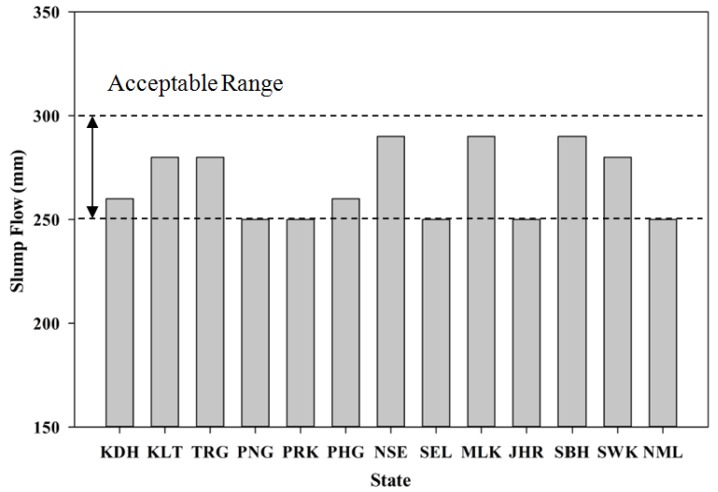 350
Acceptable Range
300
250
200
150
Slump Flow (mm)
KDH KLT TRG PNG PRK PHG NSE SEL MLK JHR SBH SWK NML
State